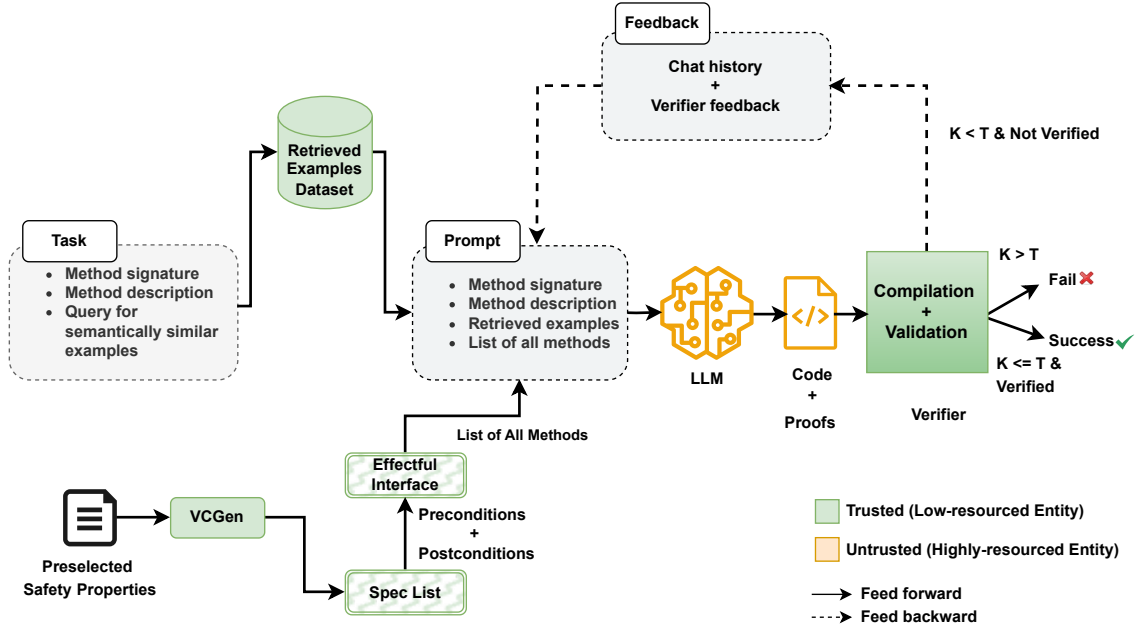 Feedback
Chat history
+
Verifier feedback
K < T & Not Verified
Retrieved
Examples
Dataset
Task
• Method signature
• Method description
• Query for
semantically similar
examples
Prompt
• Method signature
• Method description
• Retrieved examples
• List of all methods
LLM
</>
Code
+
Proofs
Compilation
+
Validation
Verifier
K > T
Fail
Success
K <= T &
Verified
List of All Methods
Effectful
Interface
Preconditions
+
Postconditions
VCGen
Spec List
Preselected
Safety Properties
Trusted (Low-resourced Entity)
Untrusted (Highly-resourced Entity)
Feed forward
Feed backward